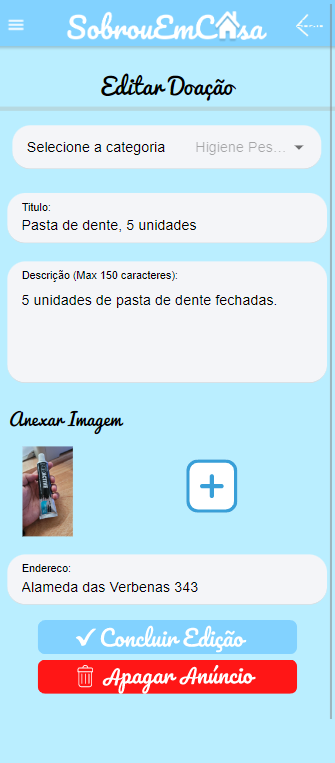 SobrouEmCasa
Editar Doação
Selecione a categoria Higiene Pes...
Titulo:
Pasta de dente, 5 unidades
Descrição (Max 150 caracteres):
5 unidades de pasta de dente fechadas.
Anexar Imagem
Endereco:
Alameda das Verbenas 343
Concluir Edição
Apagar Anúncio